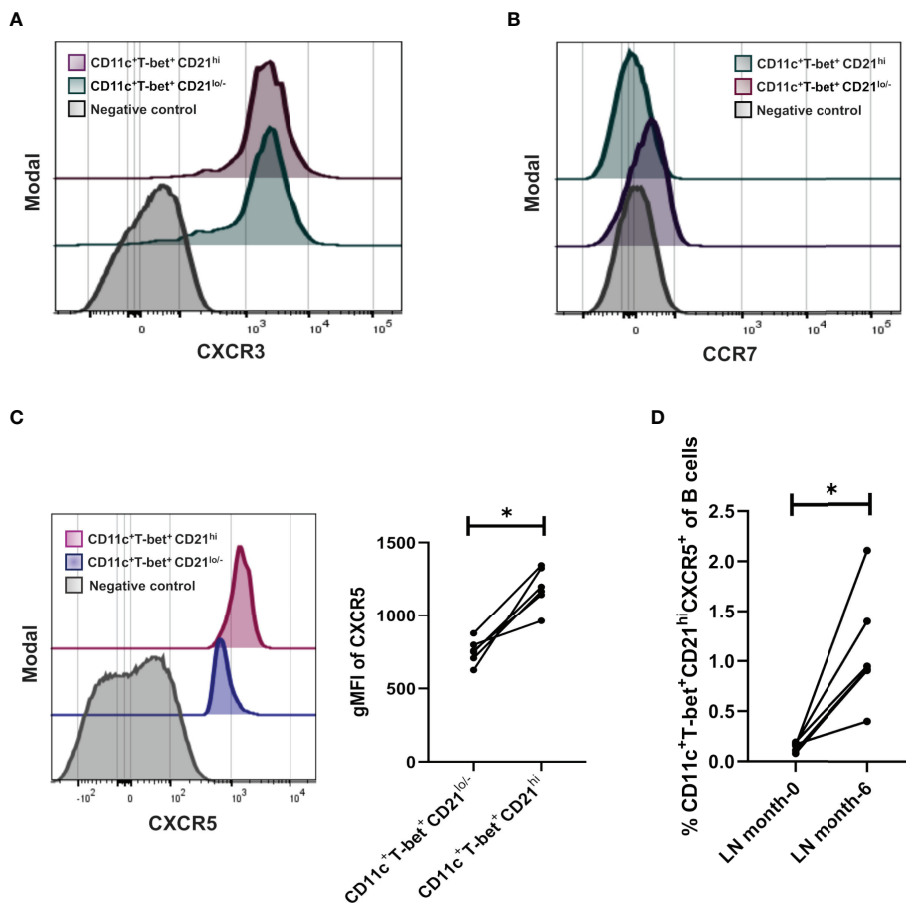 A
CD11c⁺T-bet⁺ CD21ʰⁱ
CD11c⁺T-bet⁺ CD21ˡᵒ/⁻
Negative control
Modal
0
10³
10⁴
10⁵
CXCR3
B
CD11c⁺T-bet⁺ CD21ʰⁱ
CD11c⁺T-bet⁺ CD21ˡᵒ/⁻
Negative control
Modal
0
10³
10⁴
10⁵
CCR7
C
CD11c⁺T-bet⁺ CD21ʰⁱ
CD11c⁺T-bet⁺ CD21ˡᵒ/⁻
Negative control
Modal
-10²
0
10²
10³
10⁴
CXCR5
*
gMFI of CXCR5
1500
1000
500
0
CD11c⁺T-bet⁺ CD21ˡᵒ/⁻
CD11c⁺T-bet⁺ CD21ʰⁱ
D
*
% CD11c⁺T-bet⁺CD21ʰⁱCXCR5⁺ of B cells
2.5
2.0
1.5
1.0
0.5
0.0
LN month-0
LN month-6